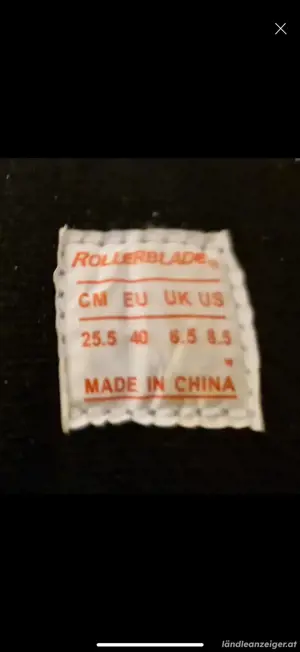 ROLLERBLADE
CM EU UK US
25.5 40 6.5 8.5
MADE IN CHINA
ländleanzeiger.at